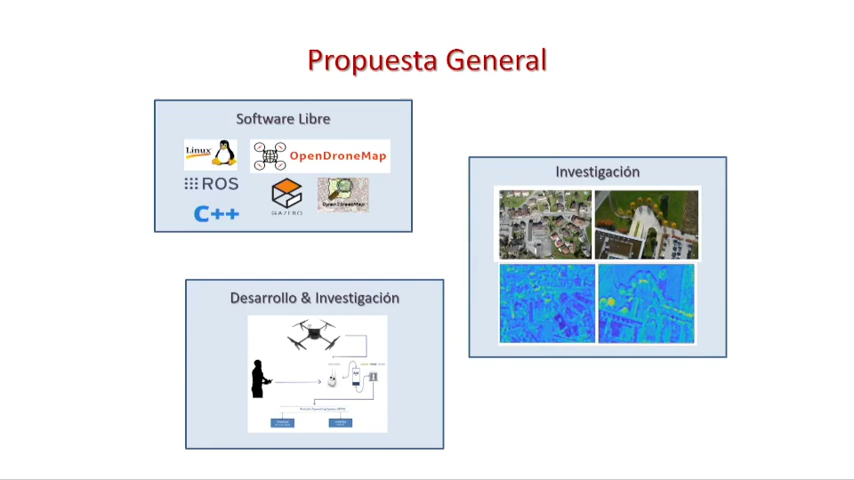 Propuesta General
Software Libre
Linux
OpenDroneMap
ROS
GAZEBO
OpenStreetMap
C++
Investigación
Desarrollo & Investigación